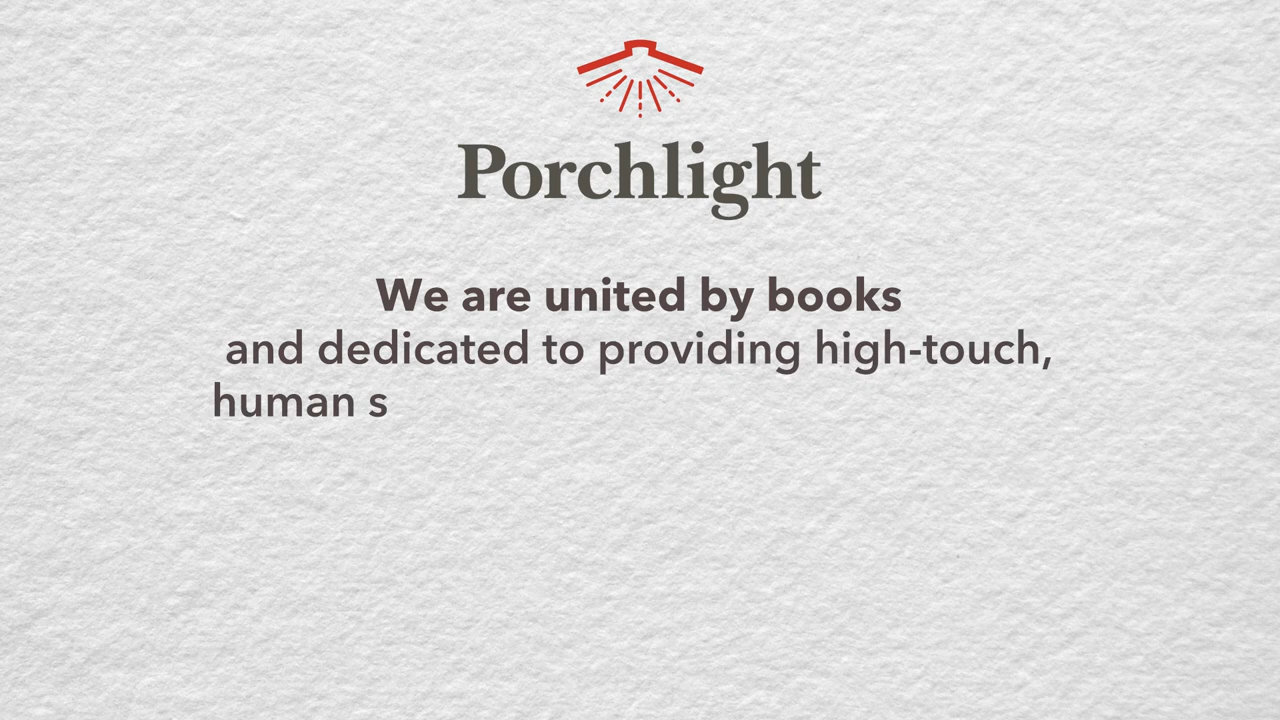 Porchlight
We are united by books
and dedicated to providing high-touch,
human s